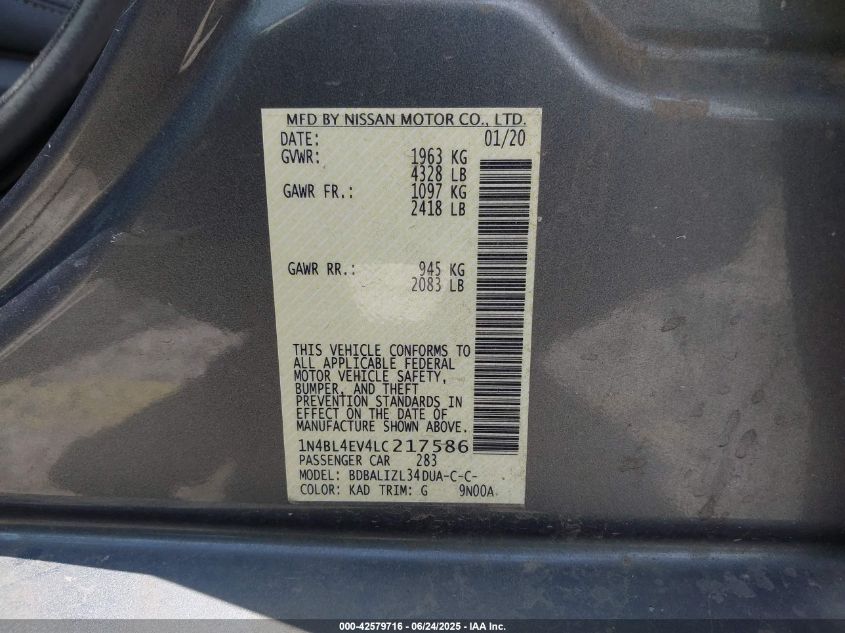 MFD BY NISSAN MOTOR CO., LTD.
DATE: 01/20
GVWR: 1963 KG
4328 LB
GAWR FR.: 1097 KG
2418 LB
GAWR RR.: 945 KG
2083 LB
THIS VEHICLE CONFORMS TO
ALL APPLICABLE FEDERAL
MOTOR VEHICLE SAFETY,
BUMPER, AND THEFT
PREVENTION STANDARDS IN
EFFECT ON THE DATE OF
MANUFACTURE SHOWN ABOVE.
1N4BL4EV4LC217586
PASSENGER CAR 283
MODEL: BDBALIZL34DUA-C-C-
COLOR: KAD TRIM: G 9N00A
000-42579716 - 06/24/2025 - IAA Inc.